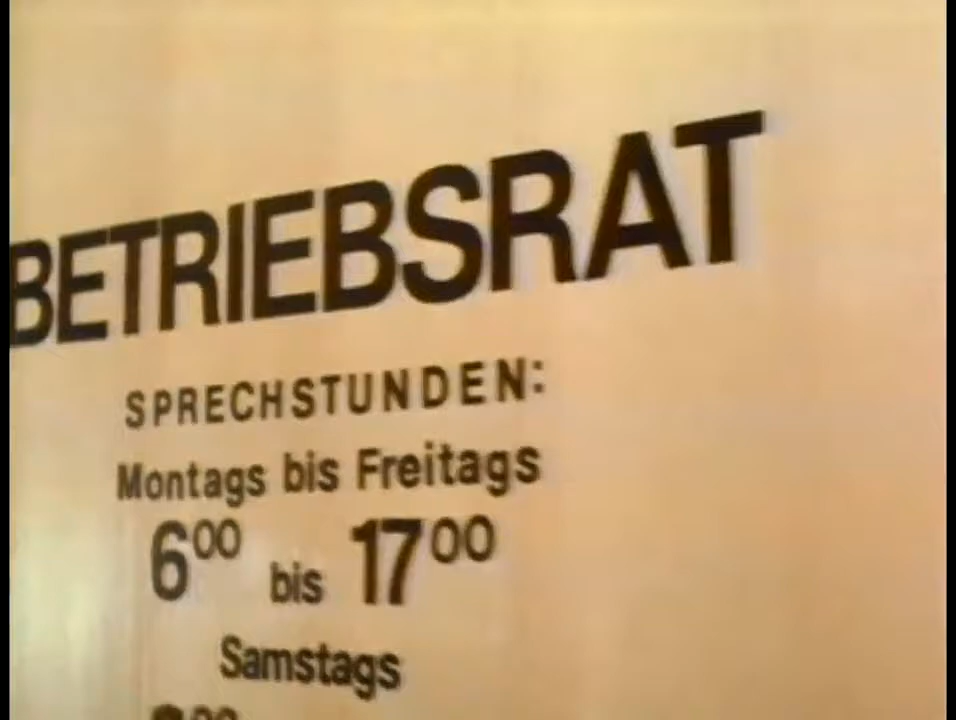 BETRIEBSRAT
SPRECHSTUNDEN:
Montags bis Freitags
6⁰⁰ bis 17⁰⁰
Samstags